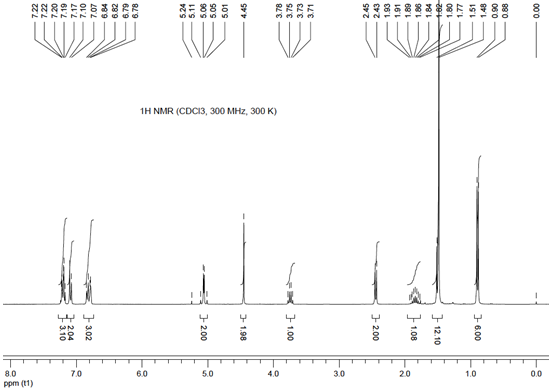 7.22 7.22 7.20 7.19 7.17 7.10 7.07 6.84 6.82 6.79 6.78 5.24 5.11 5.06 5.05 5.01 4.45 3.78 3.75 3.73 3.71 2.45 2.43 1.93 1.91 1.89 1.86 1.84 1.82 1.80 1.77 1.51 1.48 0.90 0.88 0.00
1H NMR (CDCl3, 300 MHz, 300 K)
3.10 2.04 3.02 2.00 1.98 1.00 2.00 1.08 12.10 6.00
8.0 7.0 6.0 5.0 4.0 3.0 2.0 1.0 0.0
ppm (t1)